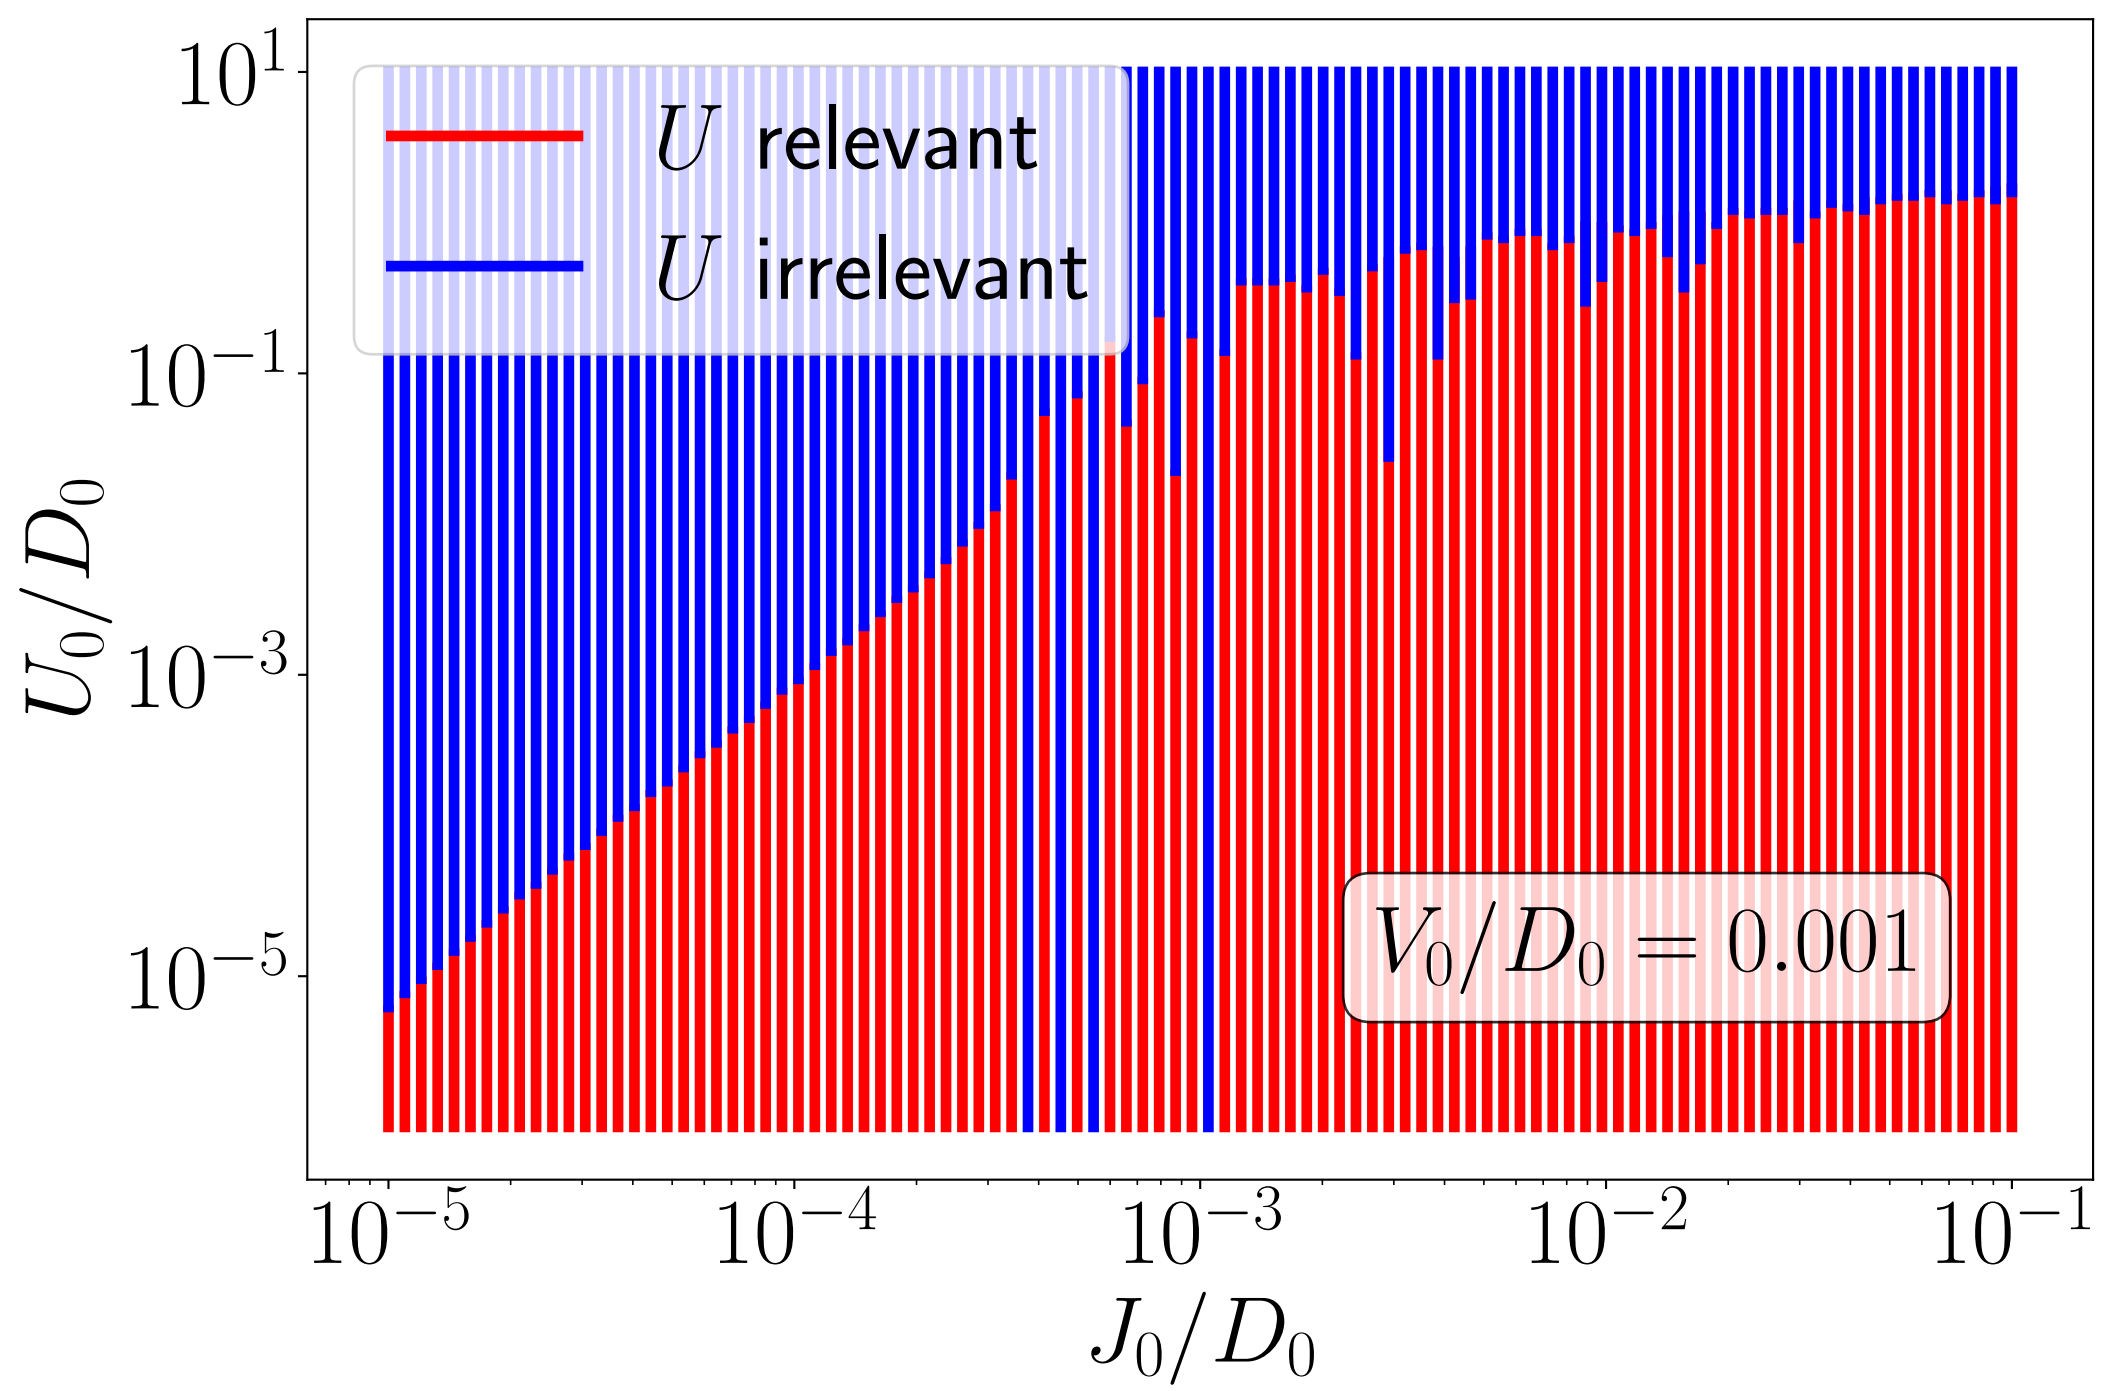 10^1
10^{-1}
10^{-3}
10^{-5}
U_0/D_0
U relevant
U irrelevant
V_0/D_0 = 0.001
10^{-5} 10^{-4} 10^{-3} 10^{-2} 10^{-1}
J_0/D_0